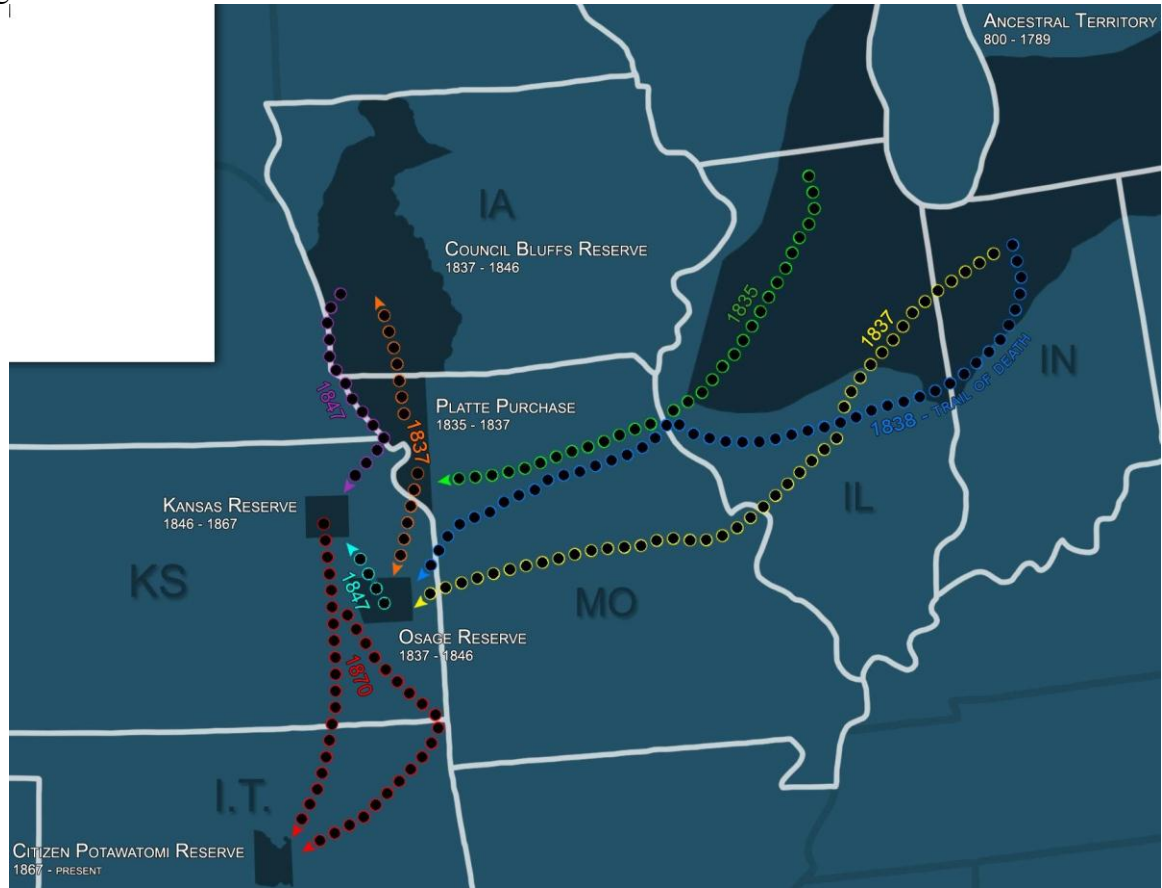 ANCESTRAL TERRITORY
800 - 1789
IA
COUNCIL BLUFFS RESERVE
1837 - 1846
1835
1837
IN
1838 - TRAIL OF DEATH
1847
PLATTE PURCHASE
1835 - 1837
1837
KANSAS RESERVE
1846 - 1867
IL
KS
1847
MO
OSAGE RESERVE
1837 - 1846
1870
I.T.
CITIZEN POTAWATOMI RESERVE
1867 - PRESENT